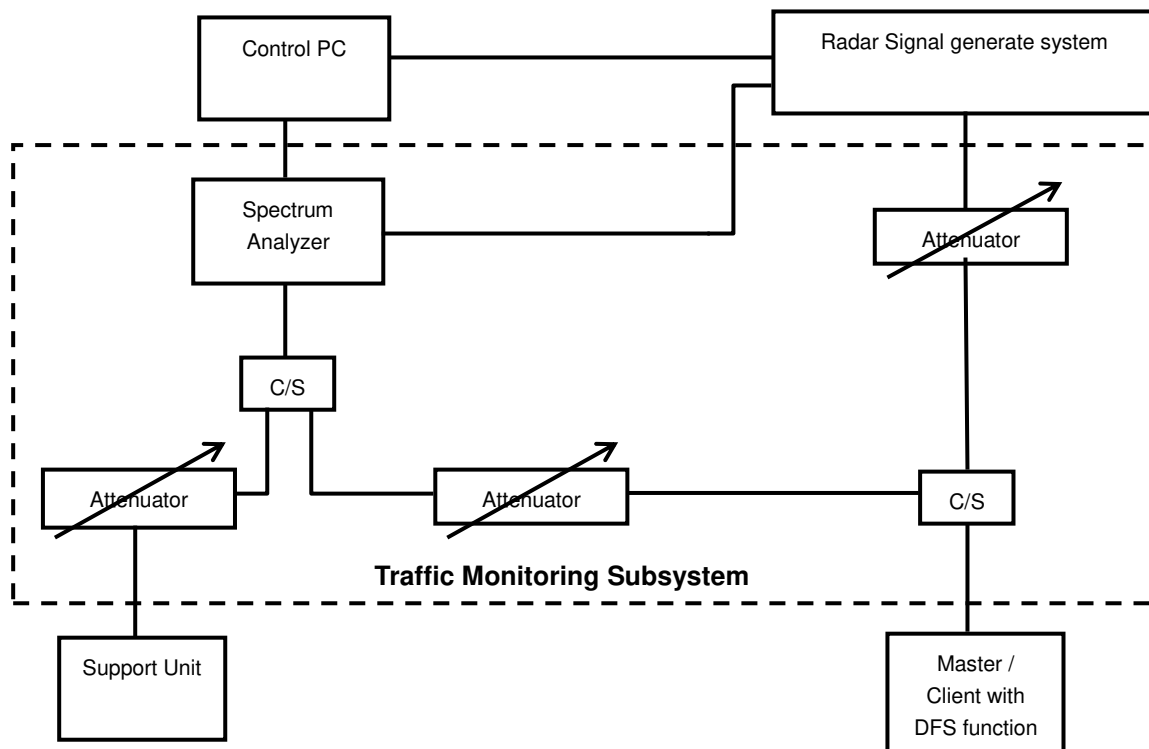 Control PC
Radar Signal generate system
Spectrum
Analyzer
Attenuator
C/S
Attenuator
Attenuator
C/S
Traffic Monitoring Subsystem
Support Unit
Master /
Client with
DFS function